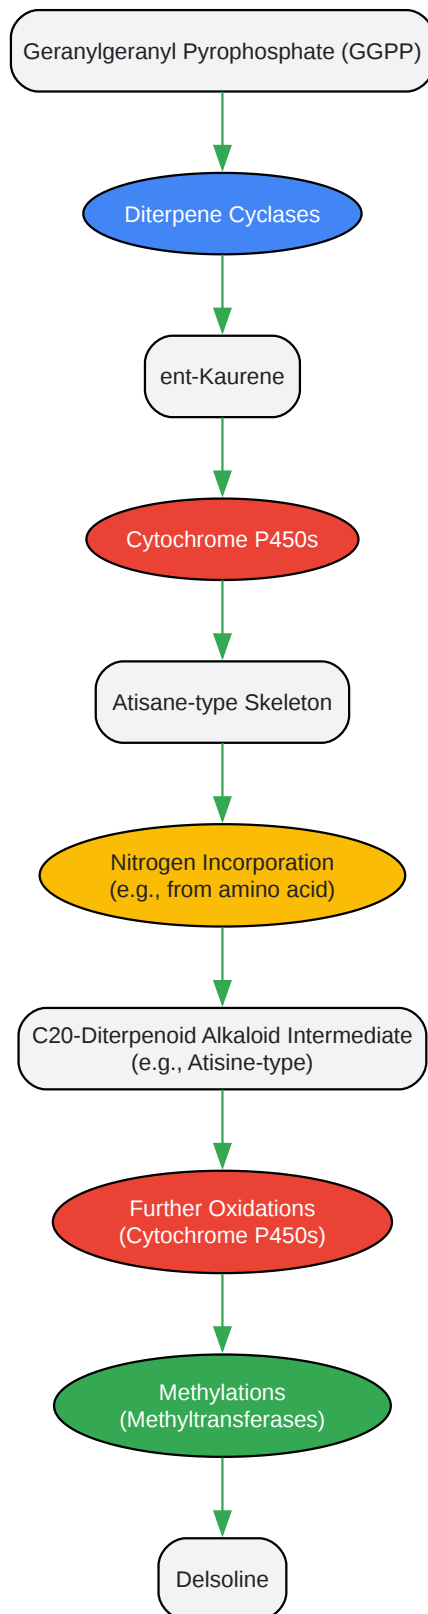 Geranylgeranyl Pyrophosphate (GGPP)
Diterpene Cyclases
ent-Kaurene
Cytochrome P450s
Atisane-type Skeleton
Nitrogen Incorporation
(e.g., from amino acid)
C20-Diterpenoid Alkaloid Intermediate
(e.g., Atisine-type)
Further Oxidations
(Cytochrome P450s)
Methylations
(Methyltransferases)
Delsoline